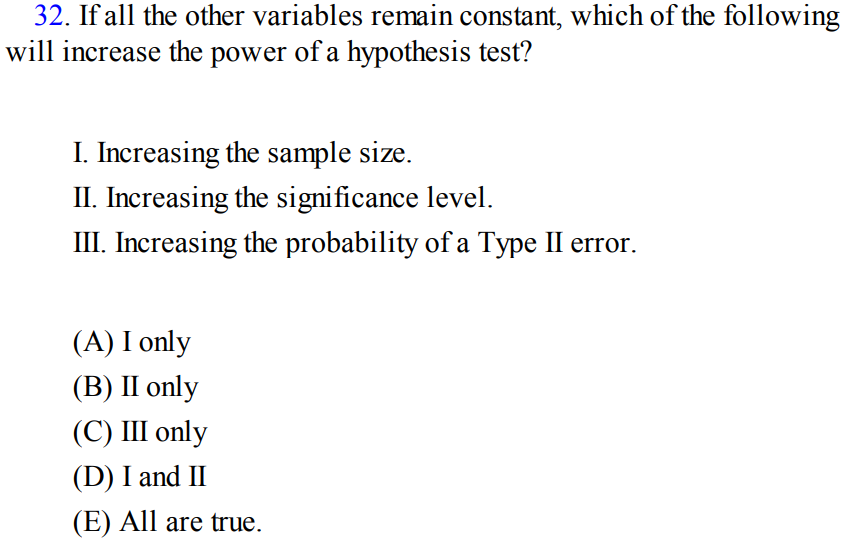 32. If all the other variables remain constant, which of the following
will increase the power of a hypothesis test?
I. Increasing the sample size.
II. Increasing the significance level.
III. Increasing the probability of a Type II error.
(A) I only
(B) II only
(C) III only
(D) I and II
(E) All are true.